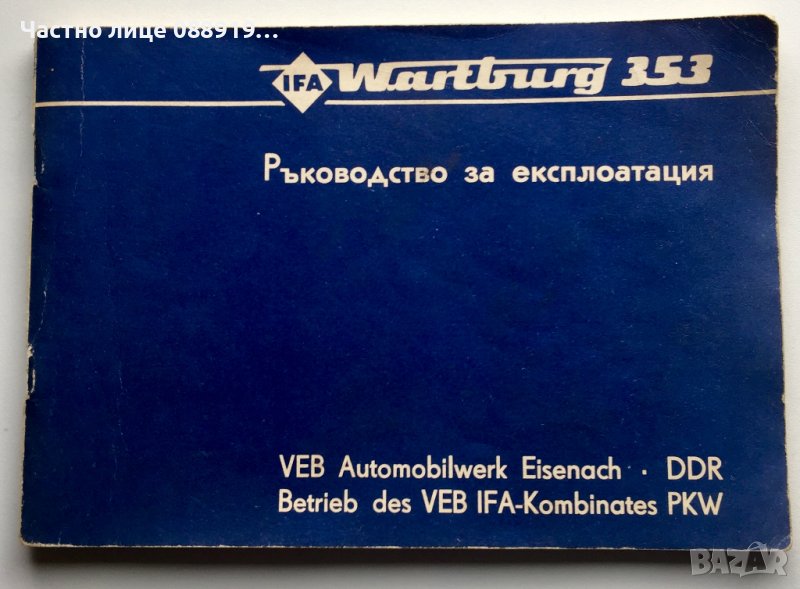 Частно лице 088919...
IFA Wartburg 353
Ръководство за експлоатация
VEB Automobilwerk Eisenach · DDR
Betrieb des VEB IFA-Kombinates PKW
BAZAR